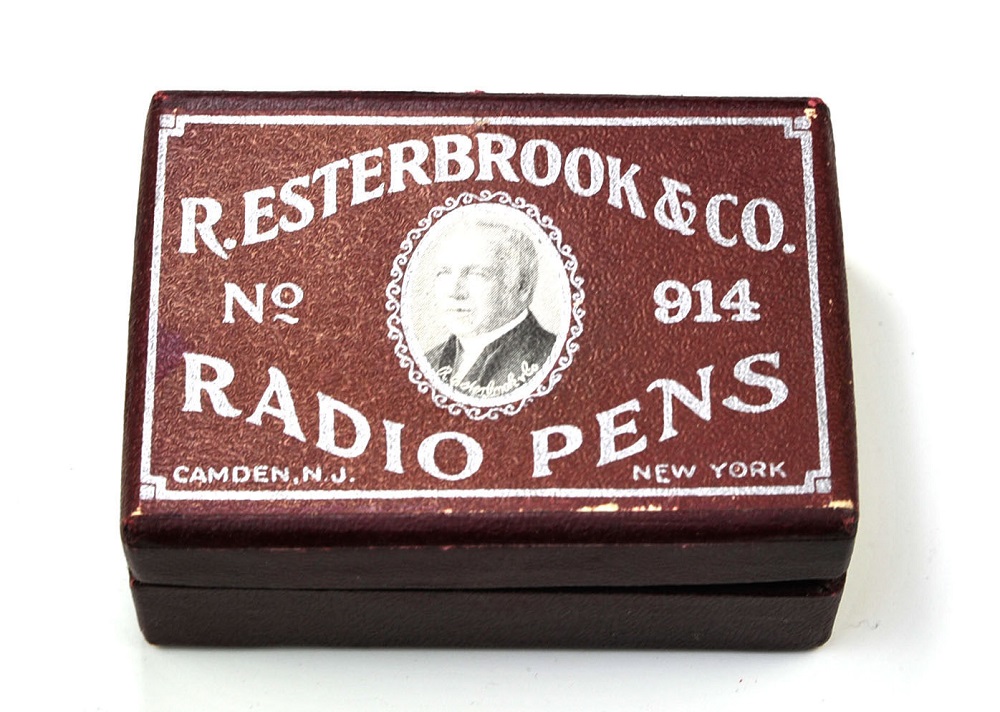 R. ESTERBROOK & CO.
Nº 914
RADIO PENS
CAMDEN, N.J. NEW YORK